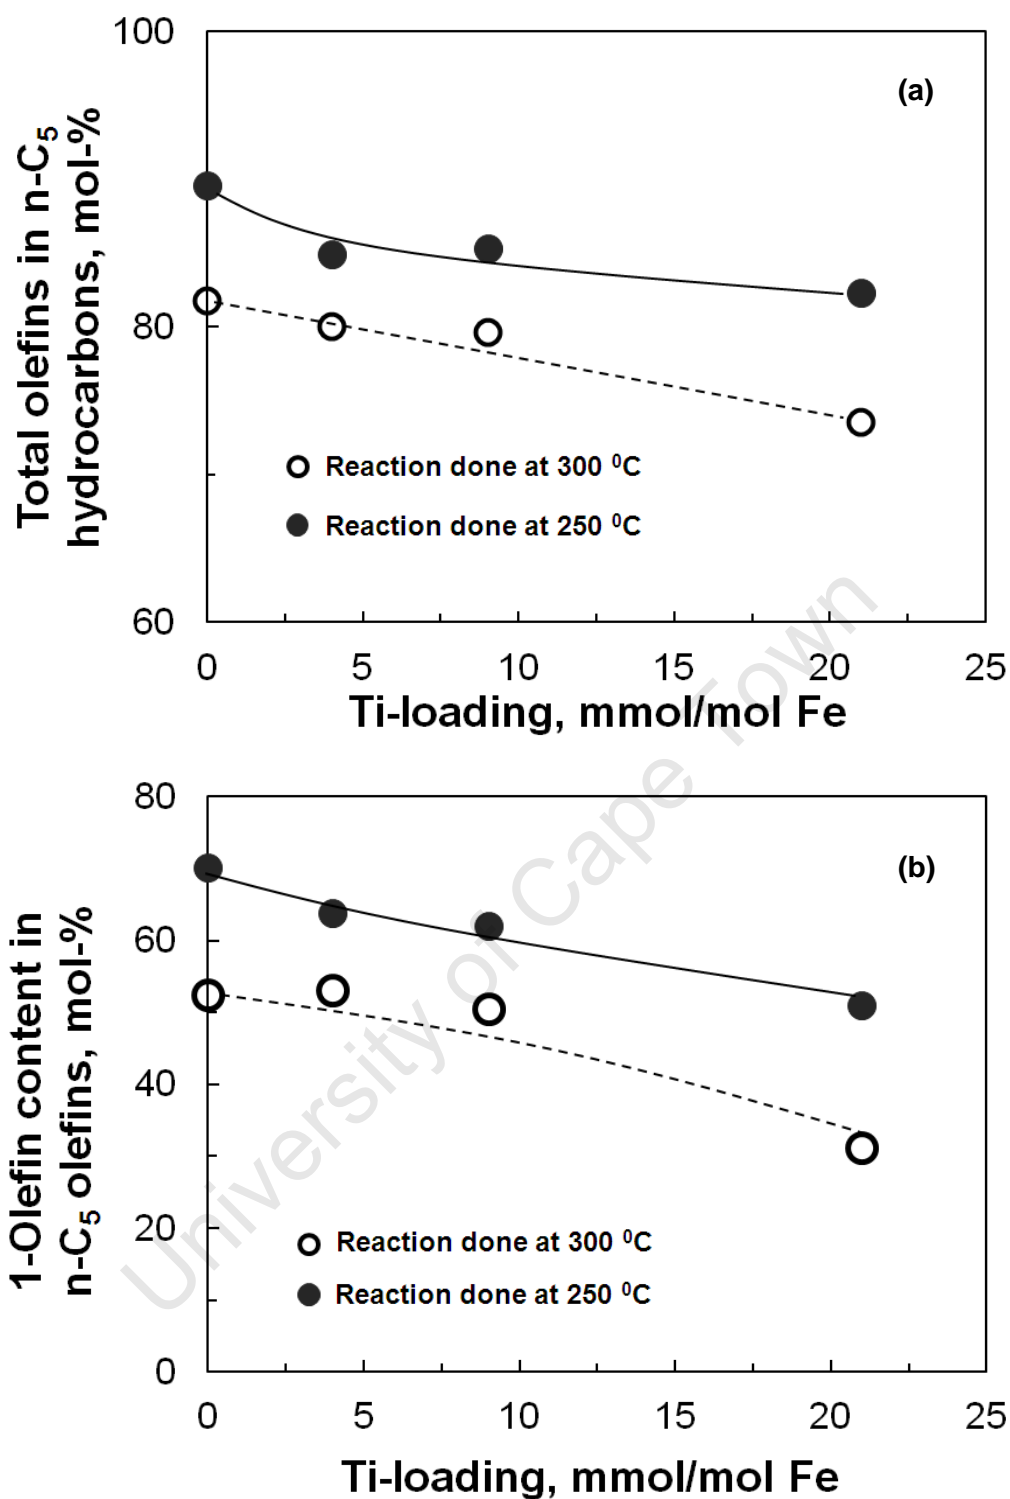 100
(a)
Total olefins in n-C₅
hydrocarbons, mol-%
80
Reaction done at 300 ⁰C
Reaction done at 250 ⁰C
60
0 5 10 15 20 25
Ti-loading, mmol/mol Fe
80
(b)
1-Olefin content in
n-C₅ olefins, mol-%
60
40
20
Reaction done at 300 ⁰C
Reaction done at 250 ⁰C
0
0 5 10 15 20 25
Ti-loading, mmol/mol Fe
University of Cape Town